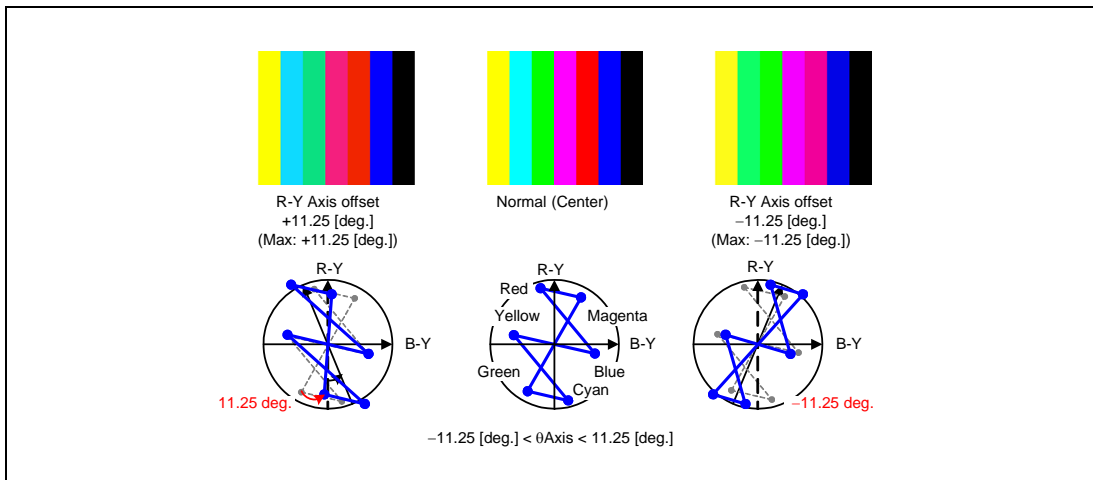 R-Y Axis offset
+11.25 [deg.]
(Max: +11.25 [deg.])
Normal (Center)
R-Y Axis offset
−11.25 [deg.]
(Max: −11.25 [deg.])
R-Y
B-Y
11.25 deg.
R-Y
Red
Yellow
Magenta
B-Y
Green
Blue
Cyan
R-Y
B-Y
−11.25 deg.
−11.25 [deg.] < θAxis < 11.25 [deg.]